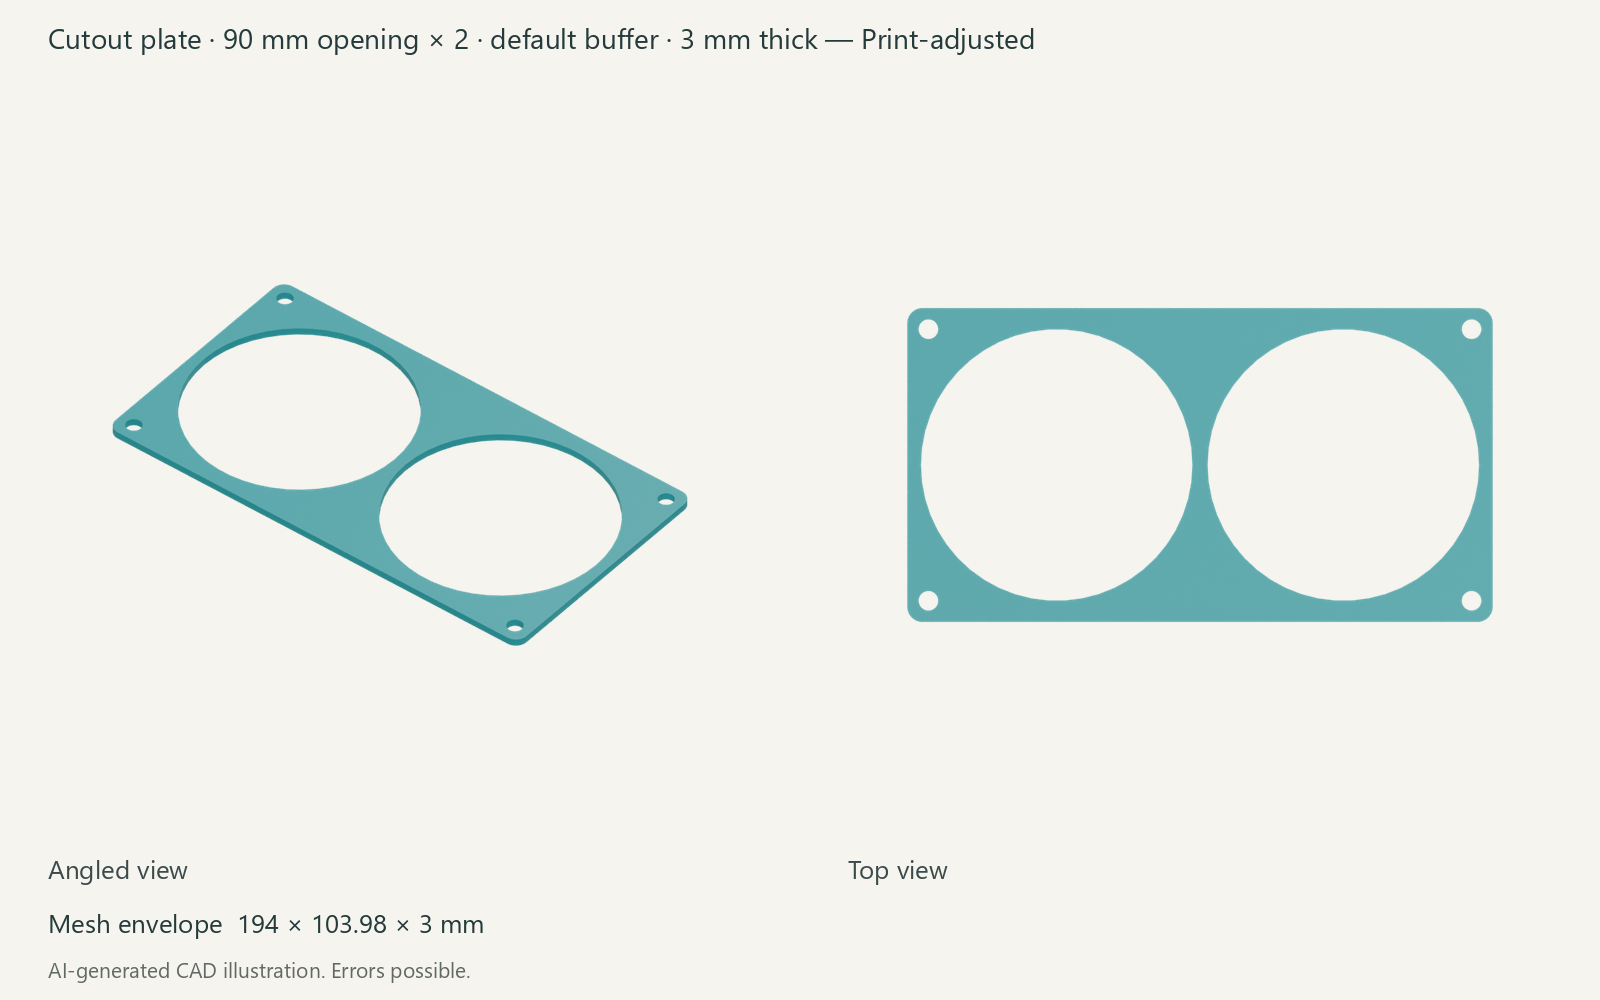 Cutout plate · 90 mm opening × 2 · default buffer · 3 mm thick — Print-adjusted
Angled view
Top view
Mesh envelope 194 × 103.98 × 3 mm
AI-generated CAD illustration. Errors possible.